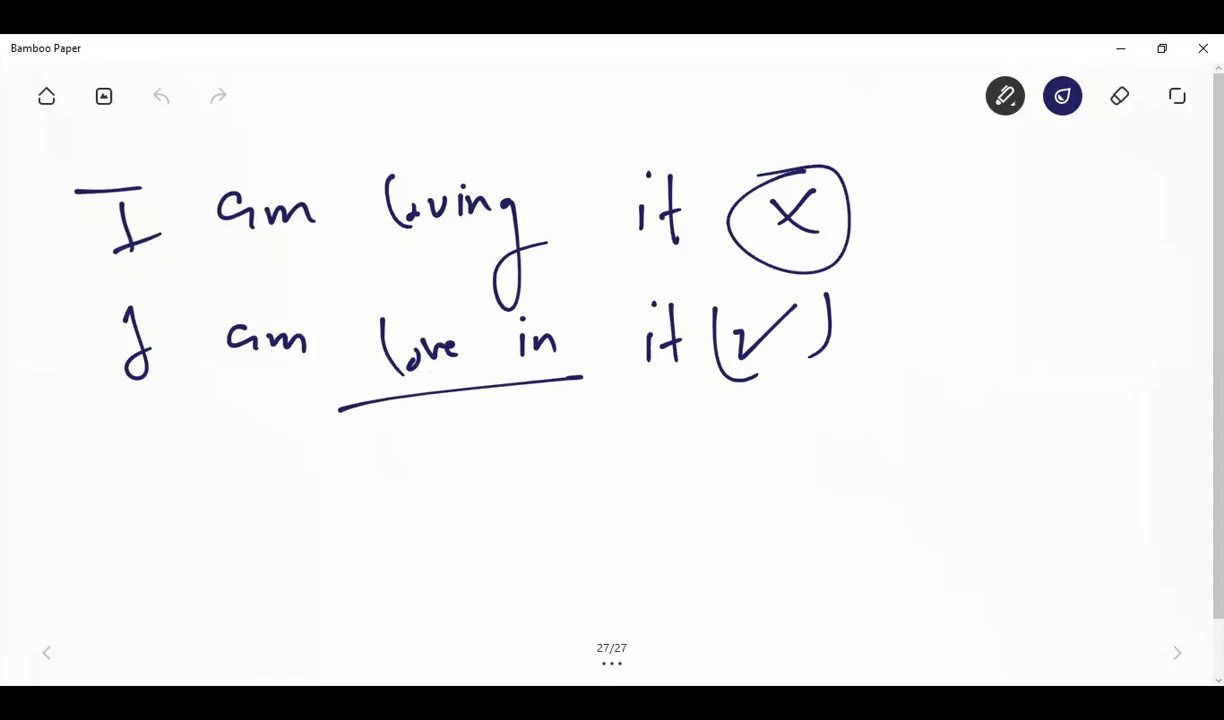 Bamboo Paper
I am loving it X
I am love in it (✓)
27/27